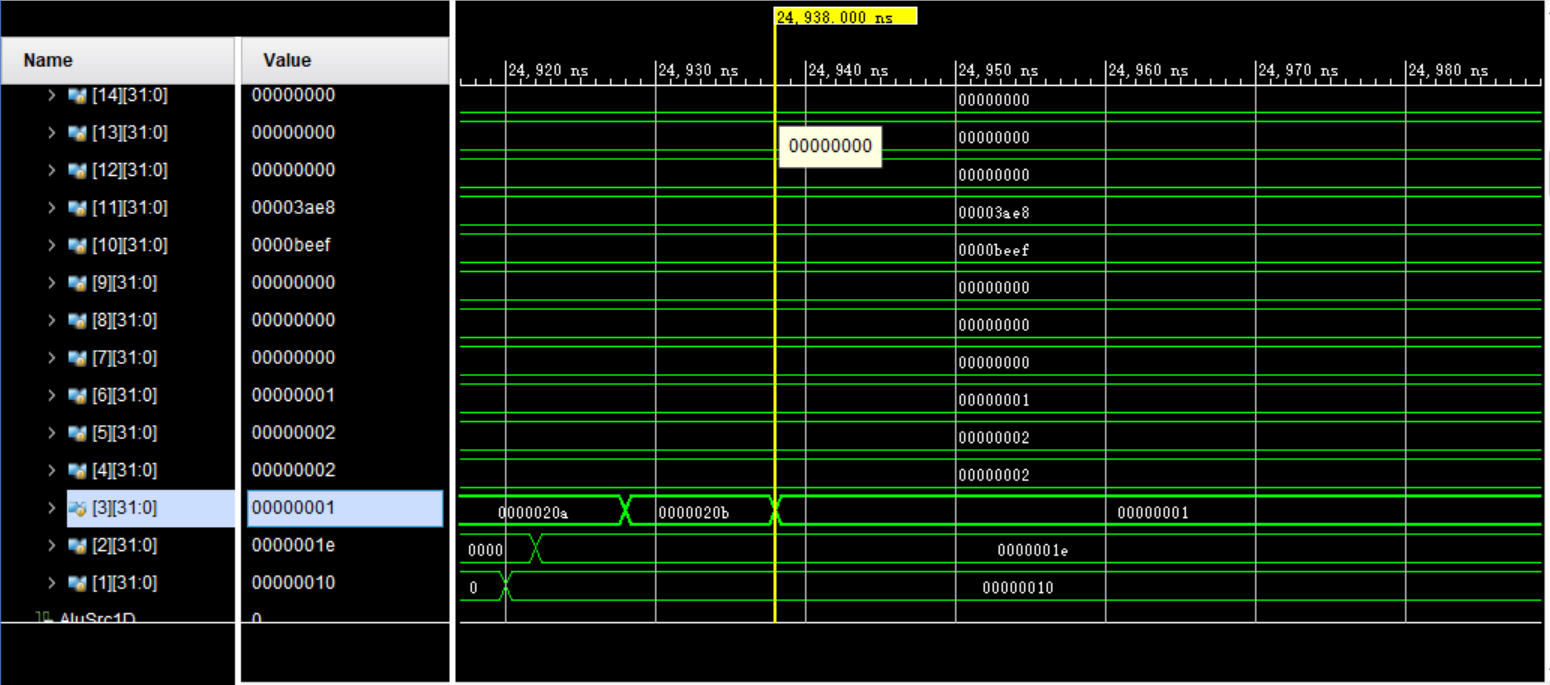 24,938.000 ns
Name Value
24,920 ns 24,930 ns 24,940 ns 24,950 ns 24,960 ns 24,970 ns 24,980 ns
> [14][31:0] 00000000 00000000
> [13][31:0] 00000000 00000000
00000000
> [12][31:0] 00000000 00000000
> [11][31:0] 00003ae8 00003ae8
> [10][31:0] 0000beef 0000beef
> [9][31:0] 00000000 00000000
> [8][31:0] 00000000 00000000
> [7][31:0] 00000000 00000000
> [6][31:0] 00000001 00000001
> [5][31:0] 00000002 00000002
> [4][31:0] 00000002 00000002
> [3][31:0] 00000001 0000020a 0000020b 00000001
> [2][31:0] 0000001e 0000 0000001e
> [1][31:0] 00000010 0 00000010
AluSrc1D 0